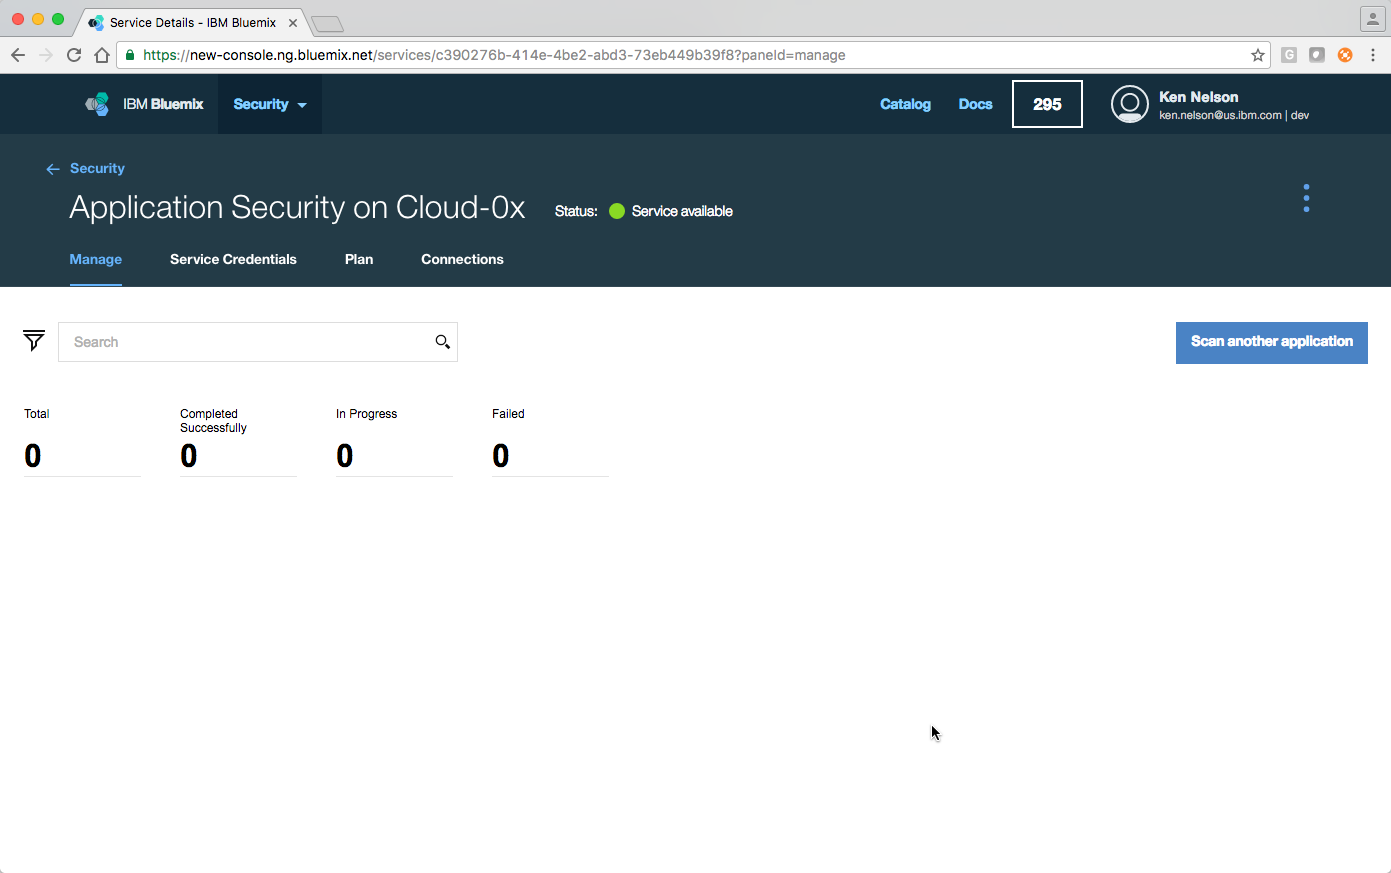 Service Details - IBM Bluemix
https://new-console.ng.bluemix.net/services/c390276b-414e-4be2-abd3-73eb449b39f8?paneId=manage
IBM Bluemix Security Catalog Docs 295 Ken Nelson
ken.nelson@us.ibm.com | dev
Security
Application Security on Cloud-0x Status: Service available
Manage Service Credentials Plan Connections
Search Scan another application
Total Completed In Progress Failed
Successfully
0 0 0 0